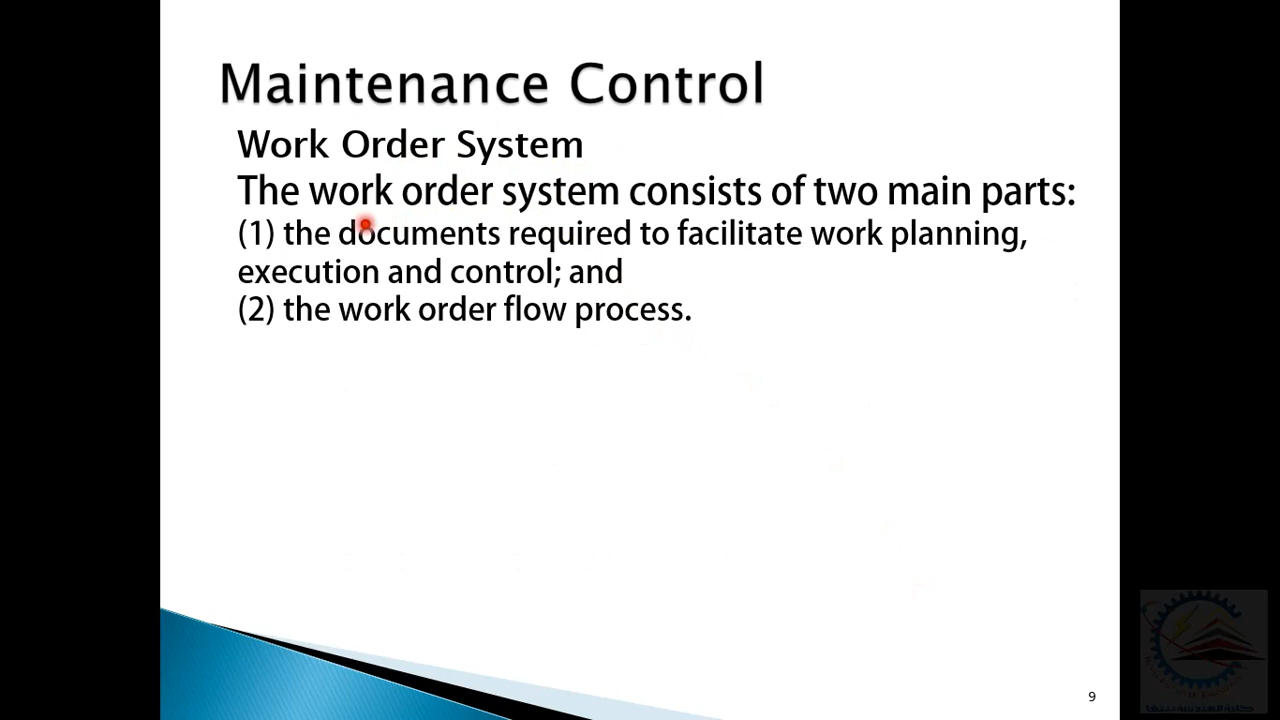 Maintenance Control
Work Order System
The work order system consists of two main parts:
(1) the documents required to facilitate work planning,
execution and control; and
(2) the work order flow process.
9